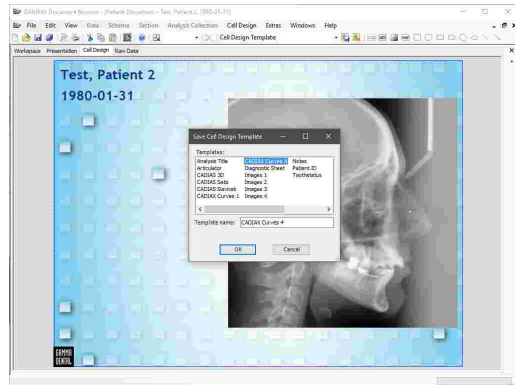 GAMMA Document Browser - [Patient Document - Test, Patient 2, 1980-01-31]
File Edit View Data Schema Section Analysis Collection Cell Design Extras Windows Help
Cell Design Template
Workspace Presentation Cell Design Raw Data
Test, Patient 2
1980-01-31
Save Cell Design Template
Templates:
Analysis Title CADIAX Curves 4 Notes
Articulator Diagnostic Sheet Patient ID
CADIAS 3D Images 1 Toothstatus
CADIAS Sato Images 2
CADIAS Slavicek Images 3
CADIAX Curves 1 Images 4
Template name: CADIAX Curves 4
OK Cancel
GAMMA
DENTAL